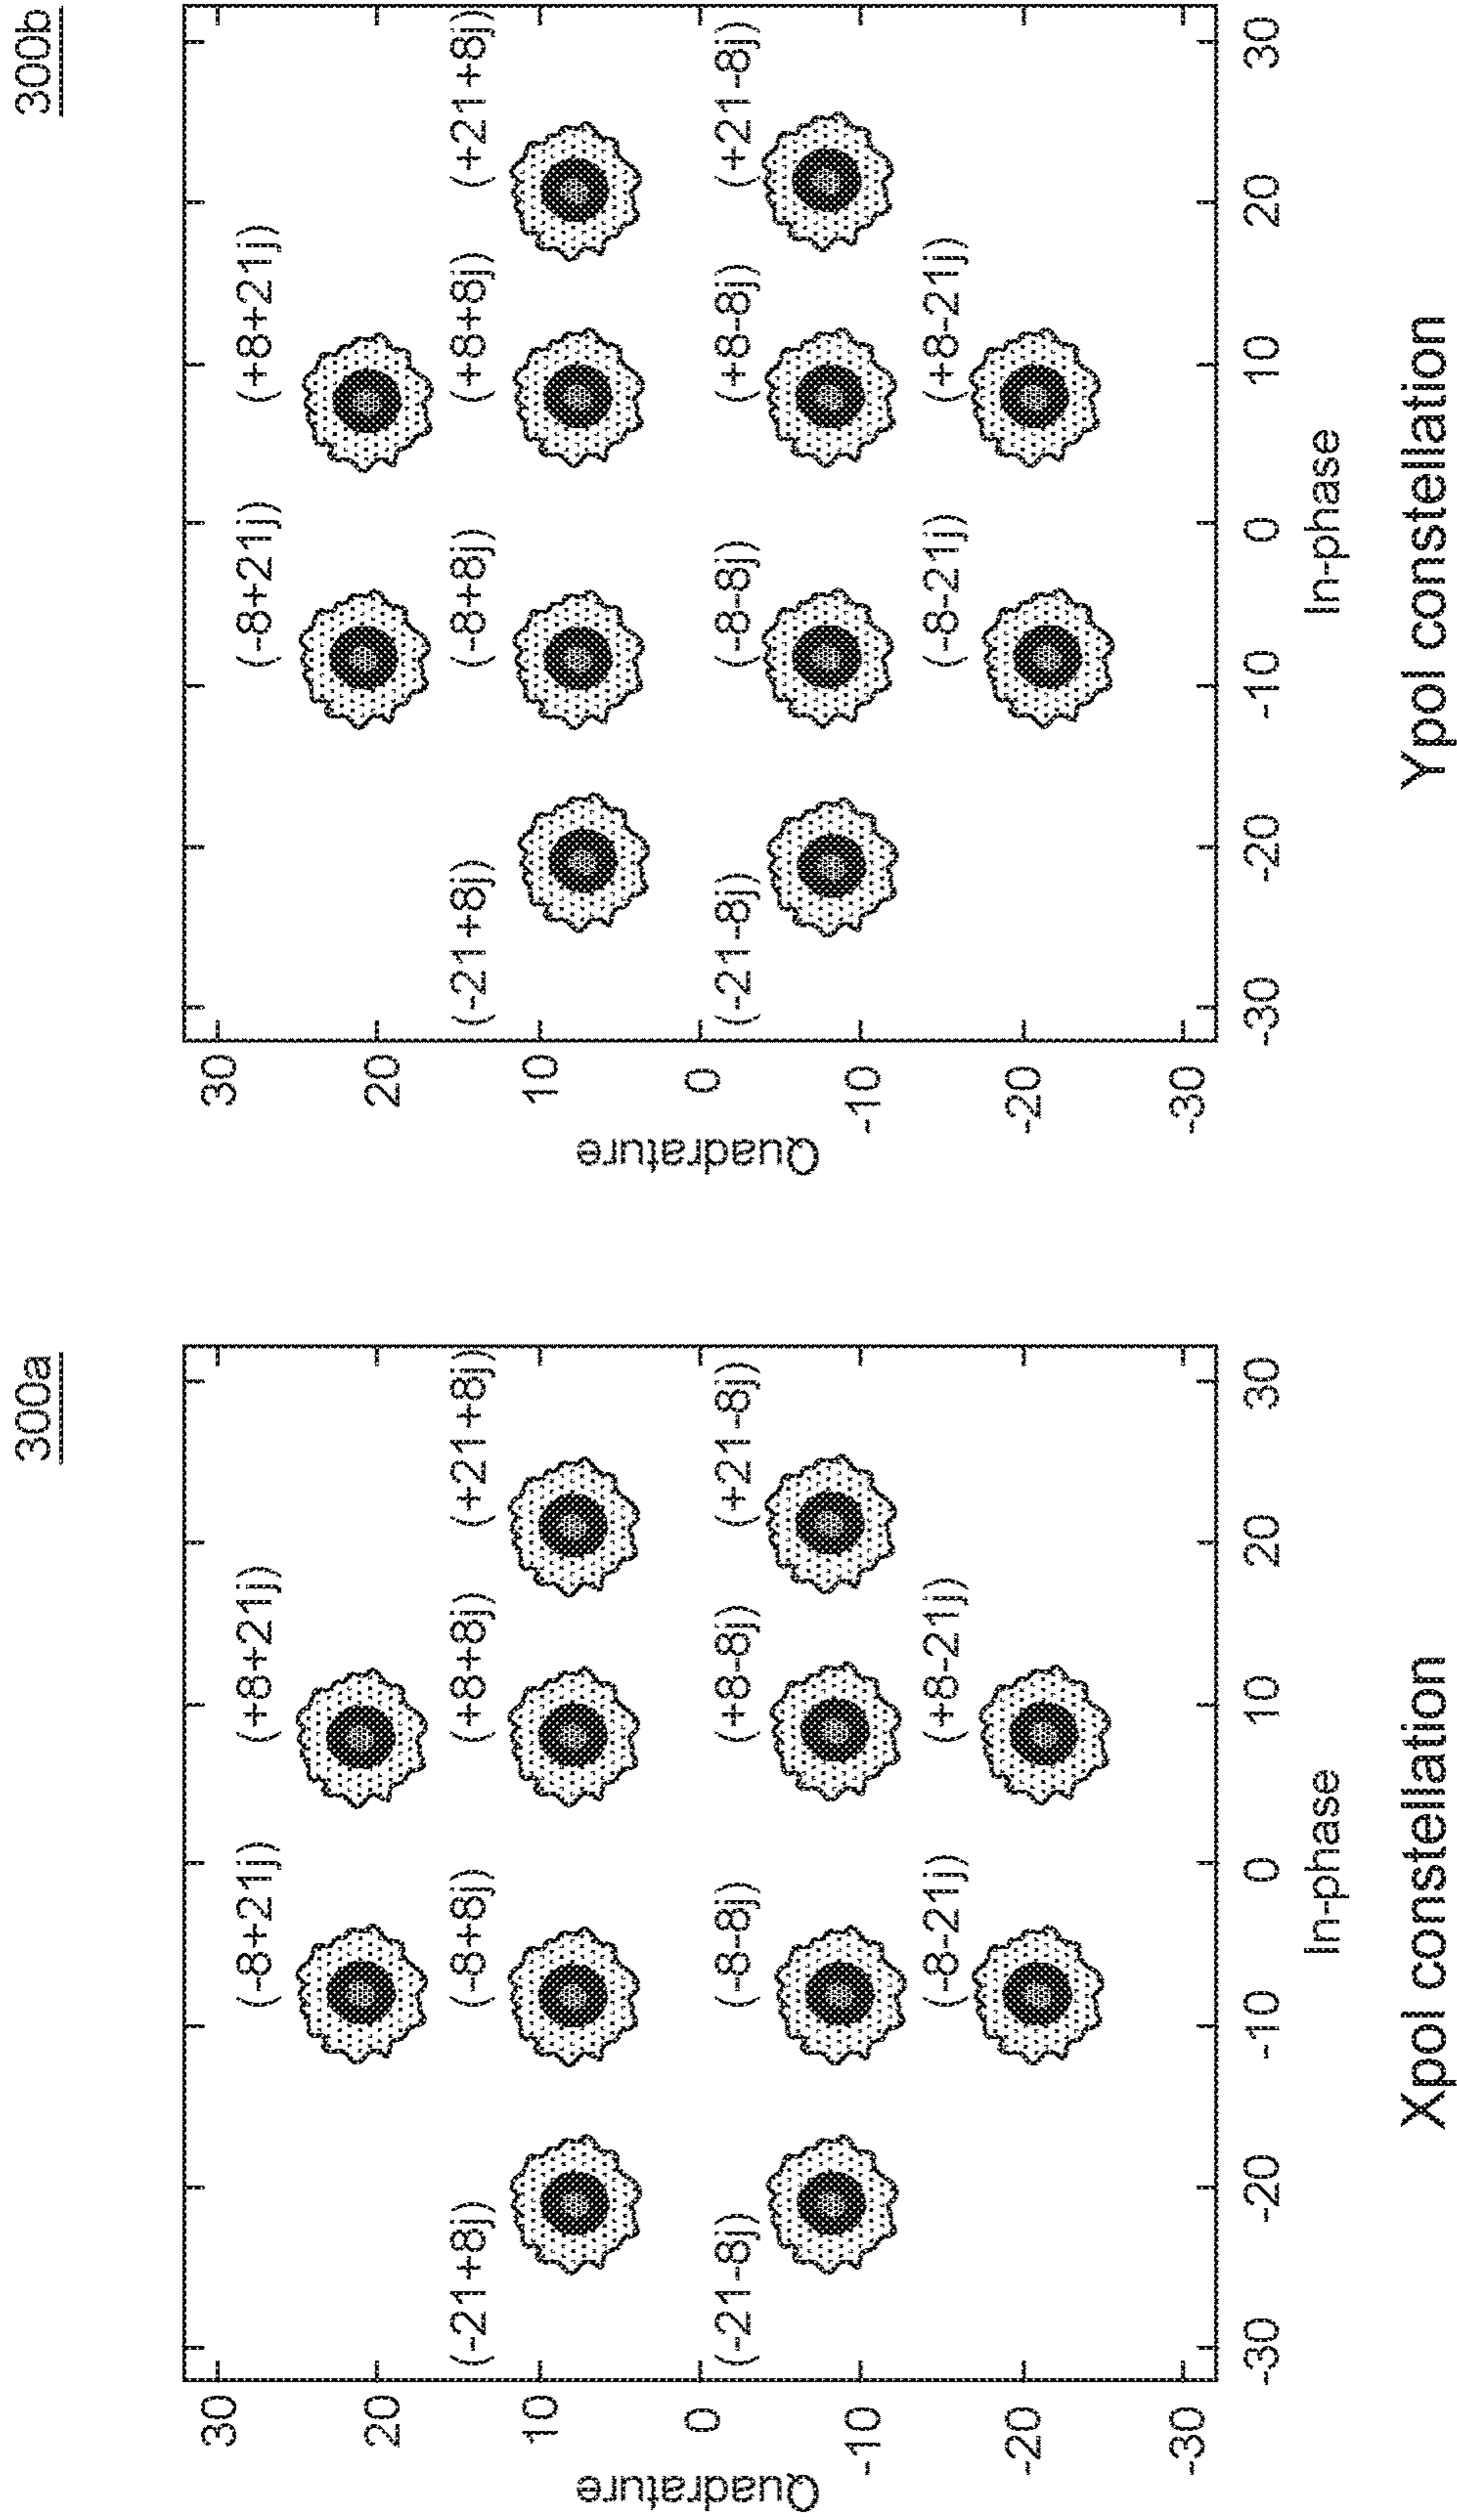 300a
(-8+21j) (+8+21j)
(-21+8j) (-8+8j) (+8+8j) (+21+8j)
(-21-8j) (-8-8j) (+8-8j) (+21-8j)
(-8-21j) (+8-21j)
30
20
10
0
-10
-20
-30
Quadrature
-30 -20 -10 0 10 20 30
In-phase
Xpol constellation
300b
(-8+21j) (+8+21j)
(-21+8j) (-8+8j) (+8+8j) (+21+8j)
(-21-8j) (-8-8j) (+8-8j) (+21-8j)
(-8-21j) (+8-21j)
30
20
10
0
-10
-20
-30
Quadrature
-30 -20 -10 0 10 20 30
In-phase
Ypol constellation